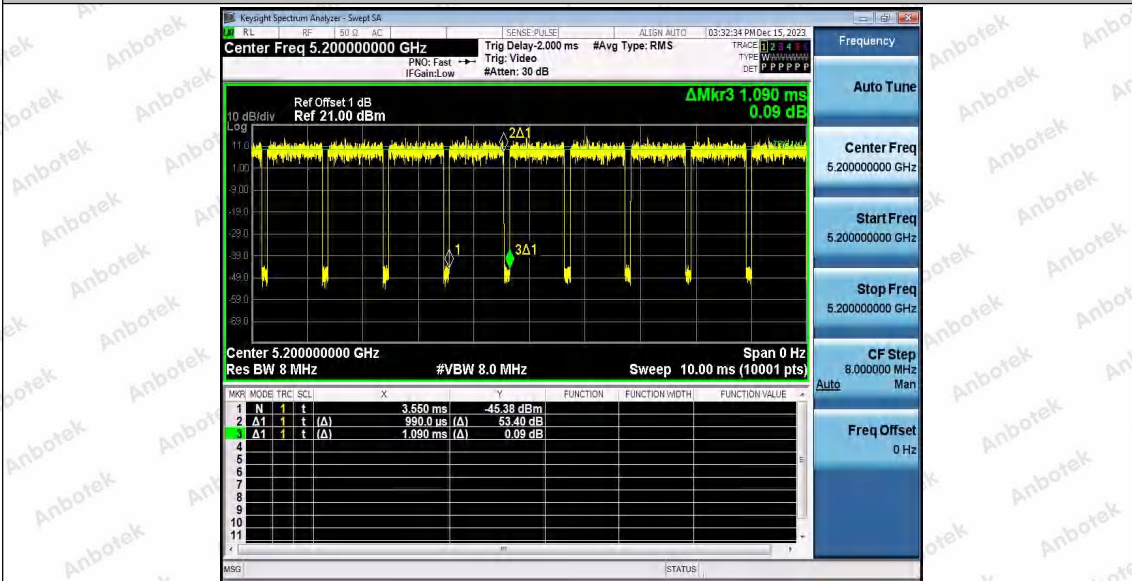 Keysight Spectrum Analyzer - Swept SA
RL RF 50 Ω AC SENSE:PULSE ALIGN AUTO 03:32:34 PM Dec 15, 2023
Center Freq 5.200000000 GHz
Trig Delay-2.000 ms #Avg Type: RMS
TRACE 1 2 3 4 5 6
PNO: Fast Trig: Video
TYPE WWWWWW
IFGain:Low #Atten: 30 dB
DET P P P P P P
Frequency
Auto Tune
Center Freq
5.200000000 GHz
Start Freq
5.200000000 GHz
Stop Freq
5.200000000 GHz
CF Step
8.000000 MHz
Auto Man
Freq Offset
0 Hz
ΔMkr3 1.090 ms
0.09 dB
Ref Offset 1 dB
10 dB/div Ref 21.00 dBm
Log
11.0
1.00
-9.00
-19.0
-29.0
-39.0
-49.0
-59.0
-69.0
2Δ1
1
3Δ1
Center 5.200000000 GHz Span 0 Hz
Res BW 8 MHz #VBW 8.0 MHz Sweep 10.00 ms (10001 pts)
MKR MODE TRC SCL X Y FUNCTION FUNCTION WIDTH FUNCTION VALUE
1 N 1 t 3.550 ms -45.38 dBm
2 Δ1 1 t (Δ) 990.0 µs (Δ) 53.40 dB
3 Δ1 1 t (Δ) 1.090 ms (Δ) 0.09 dB
4
5
6
7
8
9
10
11
MSG STATUS
Anbotek